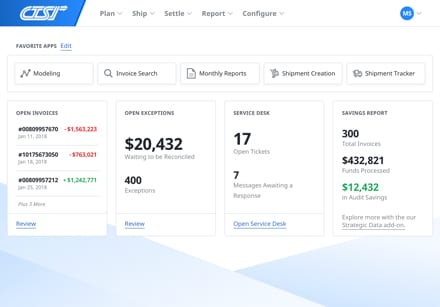 CTSI
Plan
Ship
Settle
Report
Configure
MS
FAVORITE APPS
Edit
Modeling
Invoice Search
Monthly Reports
Shipment Creation
Shipment Tracker
OPEN INVOICES
#00809957670 -$1,563,223
Jan 11, 2018
#10175673050 -$763,021
Jan 18, 2018
#00809957212 +$1,242,771
Jan 25, 2018
Plus 3 More
Review
OPEN EXCEPTIONS
$20,432
Waiting to be Reconciled
400
Exceptions
Review
SERVICE DESK
17
Open Tickets
7
Messages Awaiting a
Response
Open Service Desk
SAVINGS REPORT
300
Total Invoices
$432,821
Funds Processed
$12,432
in Audit Savings
Explore more with the our
Strategic Data add-on.